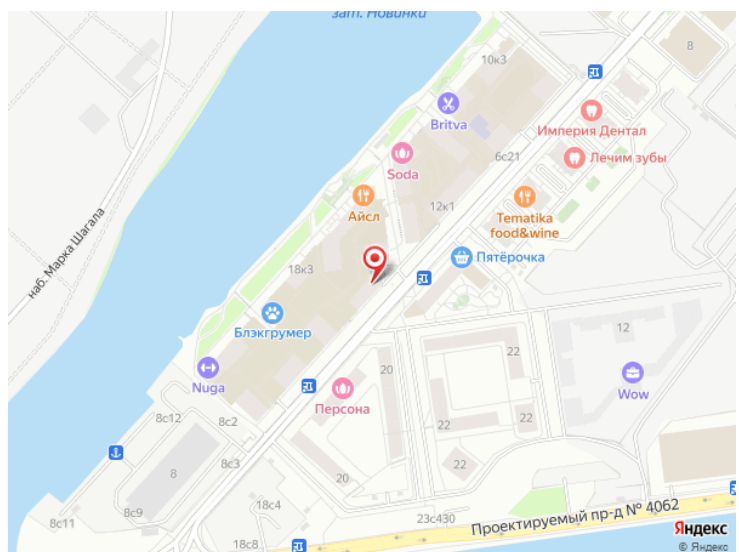 зат. Новинки
8
10к3
Britva
Империя Дентал
6с21
Лечим зубы
Soda
12к1
Айсл
Tematika
food&wine
наб. Марка Шагала
18к3
Пятёрочка
Блэкгрумер
12
22
22
20
Nuga
Персона
Wow
8с12
8с2
22
22
8с3
8
20
18с4
8с9
8с11
23с430
Проектируемый пр-д № 4062
18с8
Яндекс
© Яндекс